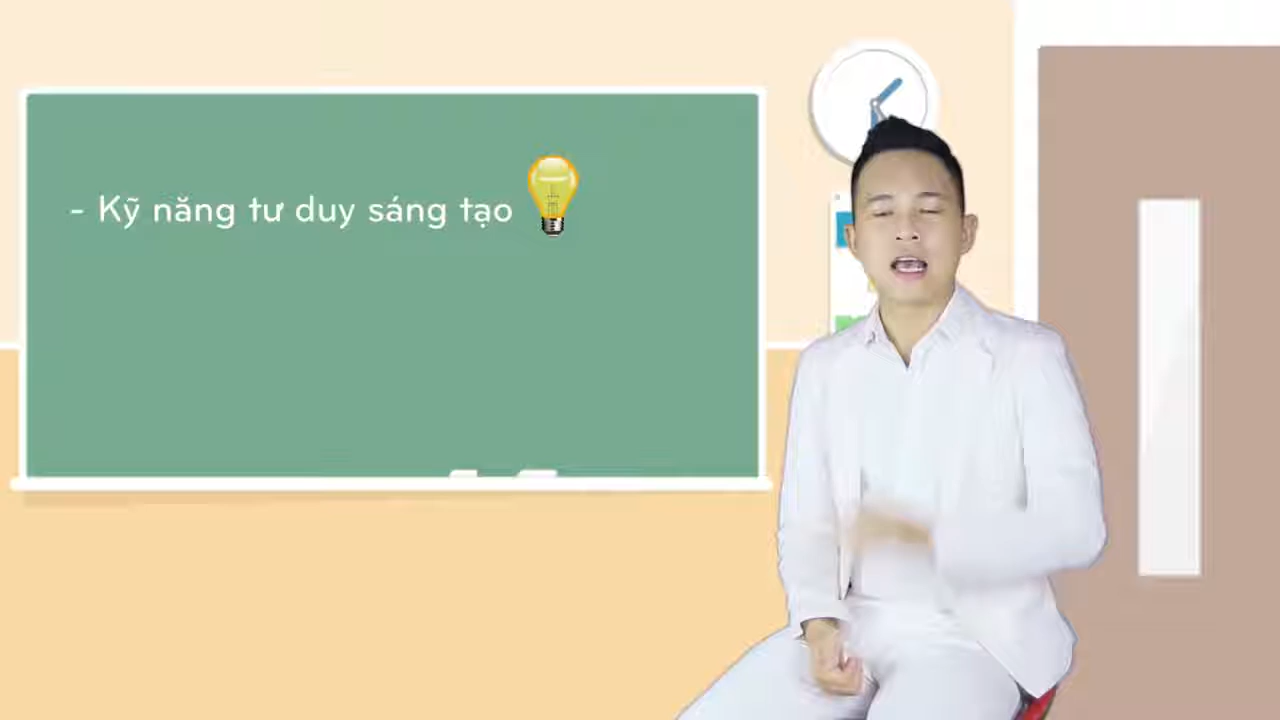 - Kỹ năng tư duy sáng tạo